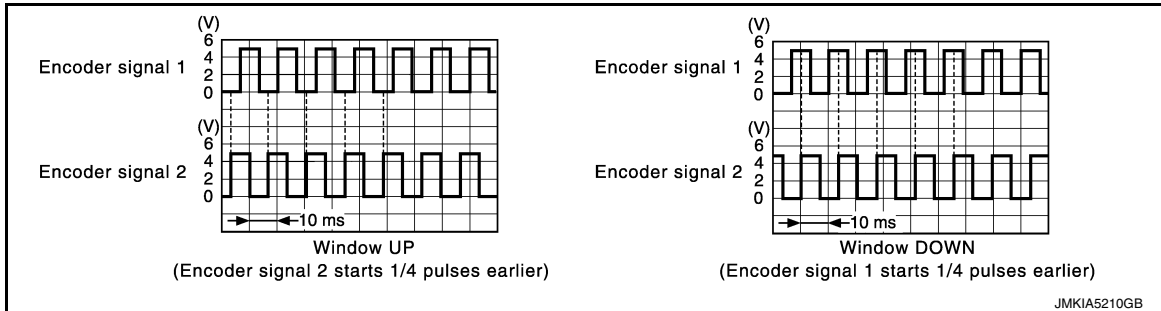 (V)
6
4
2
0
Encoder signal 1
(V)
6
4
2
0
Encoder signal 2
10 ms
Window UP
(Encoder signal 2 starts 1/4 pulses earlier)
(V)
6
4
2
0
Encoder signal 1
(V)
6
4
2
0
Encoder signal 2
10 ms
Window DOWN
(Encoder signal 1 starts 1/4 pulses earlier)
JMKIA5210GB